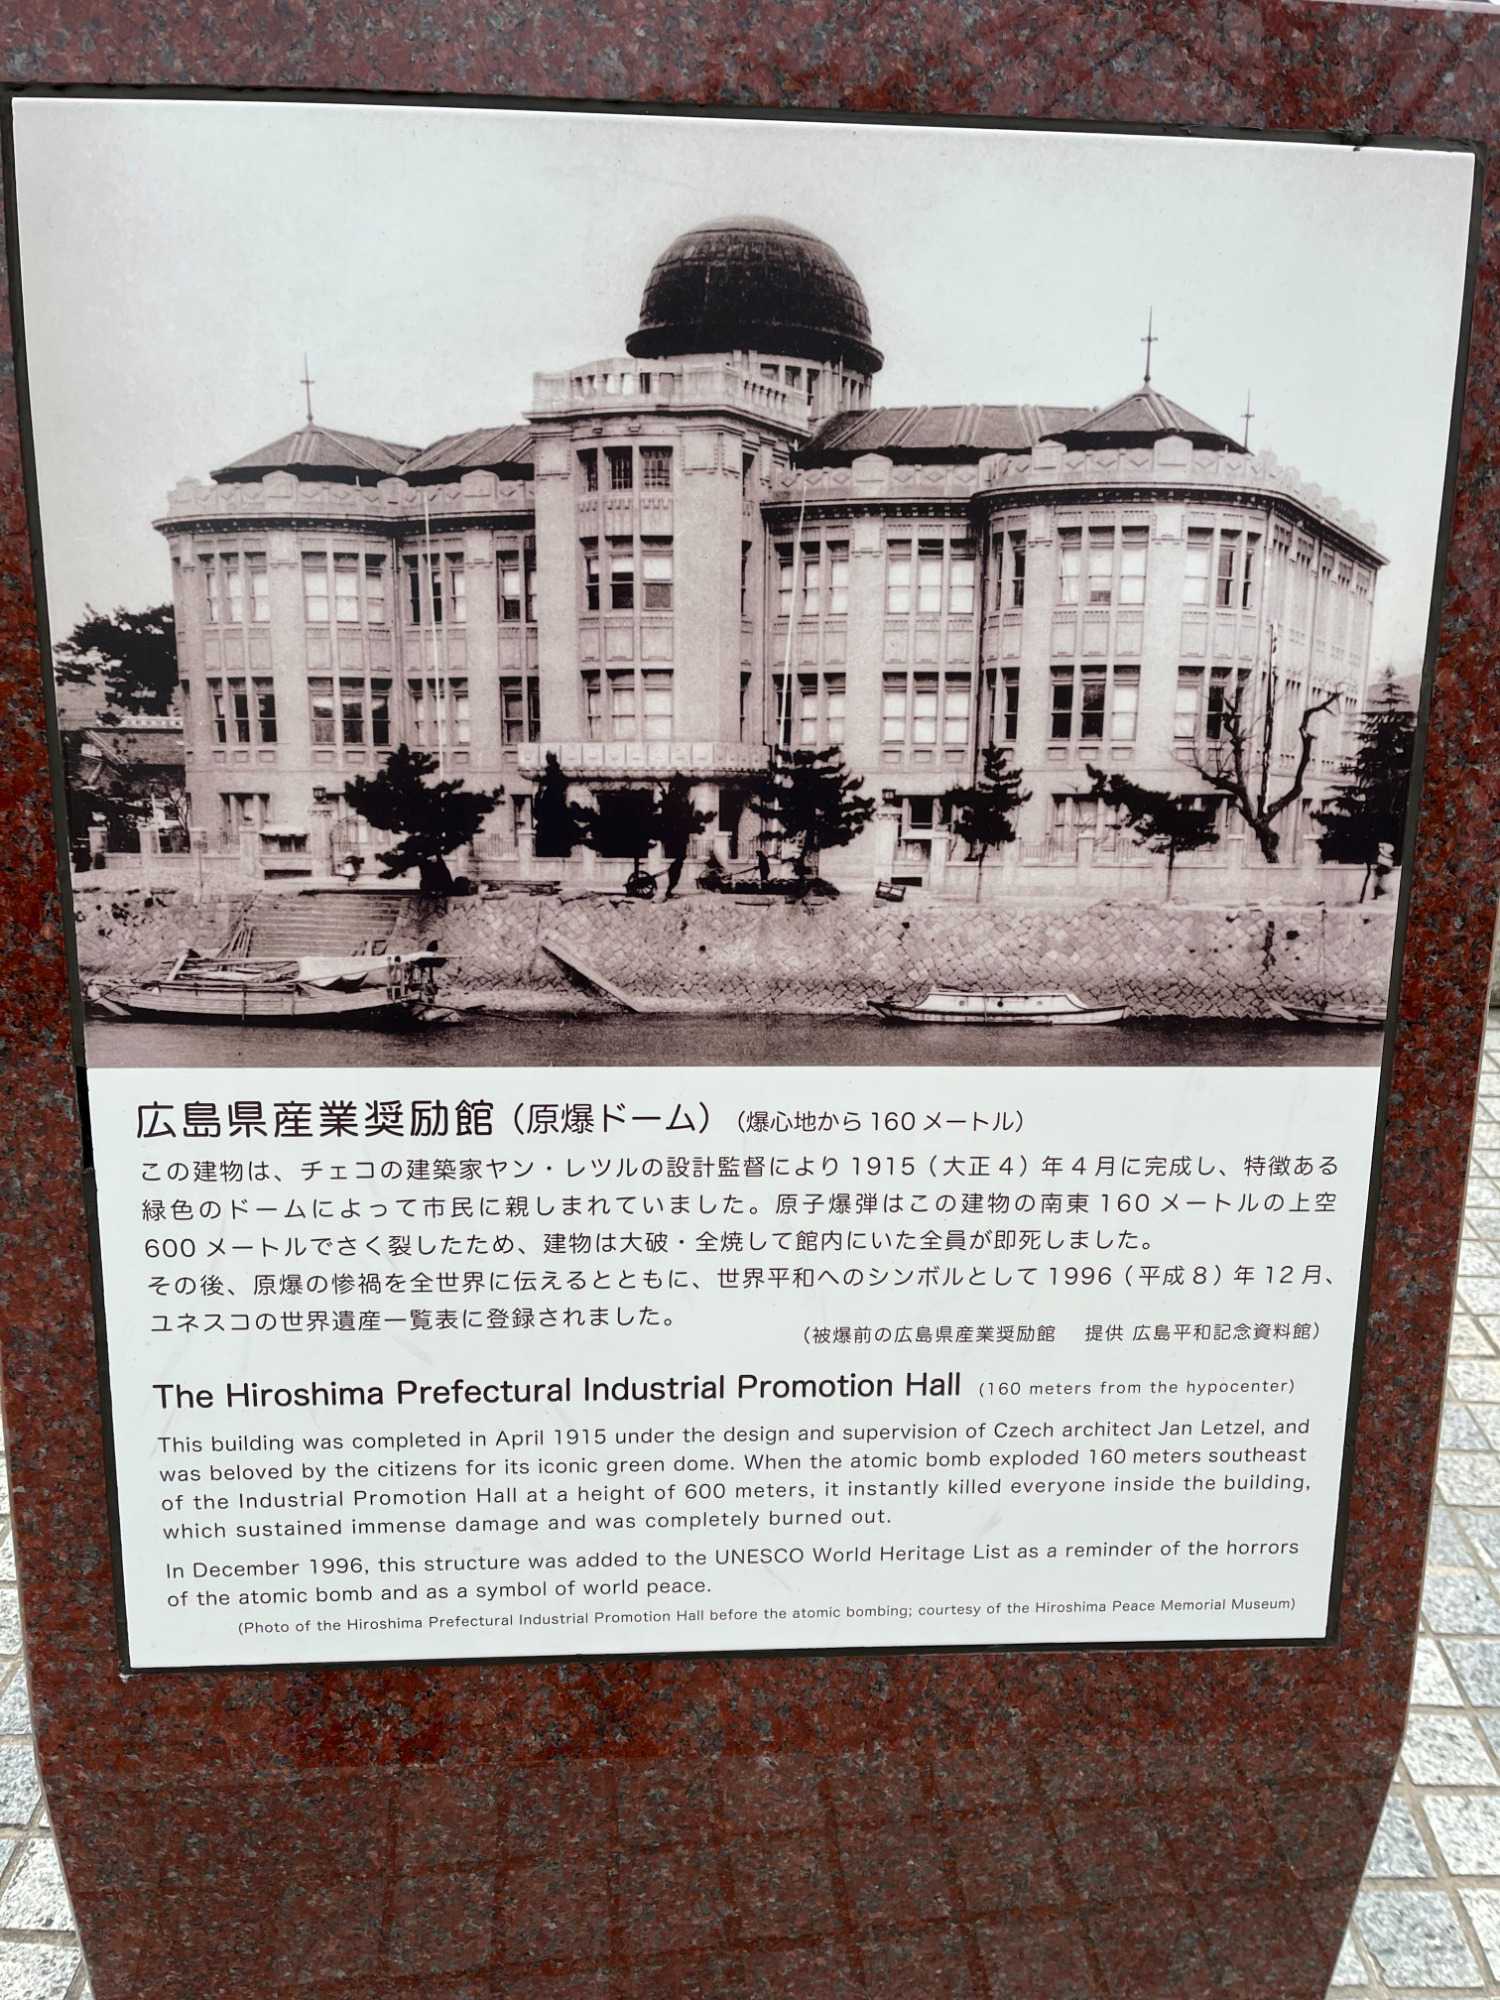 広島県産業奨励館（原爆ドーム）（爆心地から160メートル）
この建物は、チェコの建築家ヤン・レツルの設計監督により1915（大正4）年4月に完成し、特徴ある
緑色のドームによって市民に親しまれていました。原子爆弾はこの建物の南東160メートルの上空
600メートルでさく裂したため、建物は大破・全焼して館内にいた全員が即死しました。
その後、原爆の惨禍を全世界に伝えるとともに、世界平和へのシンボルとして1996（平成8）年12月、
ユネスコの世界遺産一覧表に登録されました。
（被爆前の広島県産業奨励館　提供 広島平和記念資料館）
The Hiroshima Prefectural Industrial Promotion Hall (160 meters from the hypocenter)
This building was completed in April 1915 under the design and supervision of Czech architect Jan Letzel, and
was beloved by the citizens for its iconic green dome. When the atomic bomb exploded 160 meters southeast
of the Industrial Promotion Hall at a height of 600 meters, it instantly killed everyone inside the building,
which sustained immense damage and was completely burned out.
In December 1996, this structure was added to the UNESCO World Heritage List as a reminder of the horrors
of the atomic bomb and as a symbol of world peace.
(Photo of the Hiroshima Prefectural Industrial Promotion Hall before the atomic bombing; courtesy of the Hiroshima Peace Memorial Museum)